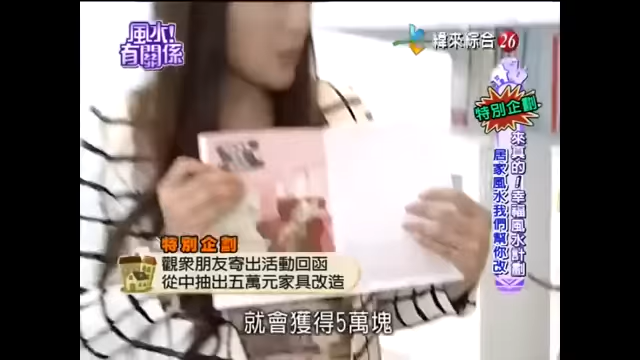 風水!
有關係
緯來綜合 26
特別企劃
來真的!幸福風水計劃
居家風水我們幫你改
特別企劃
觀眾朋友寄出活動回函
從中抽出五萬元家具改造
就會獲得5萬塊